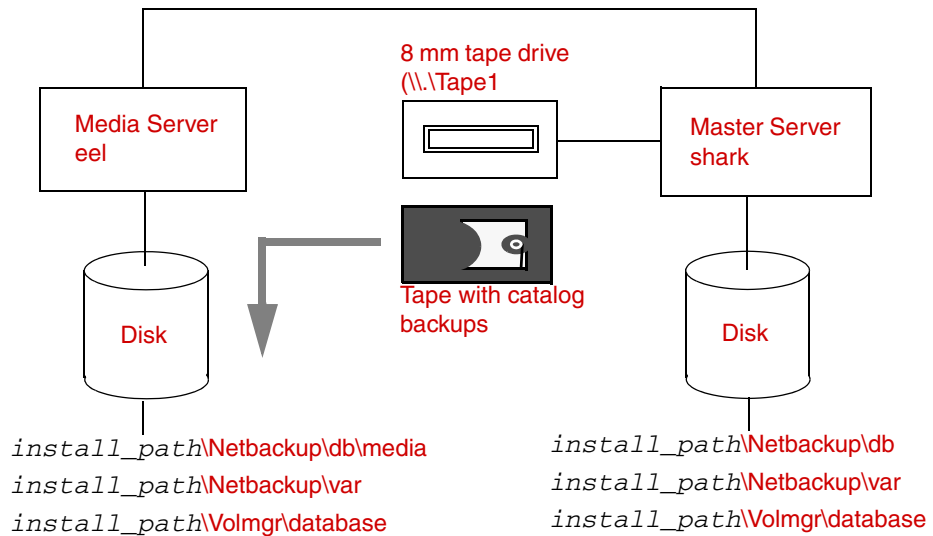 8 mm tape drive
(\\.\Tape1
Media Server
eel
Master Server
shark
Tape with catalog
backups
Disk
Disk
install_path\Netbackup\db\media
install_path\Netbackup\var
install_path\Volmgr\database
install_path\Netbackup\db
install_path\Netbackup\var
install_path\Volmgr\database